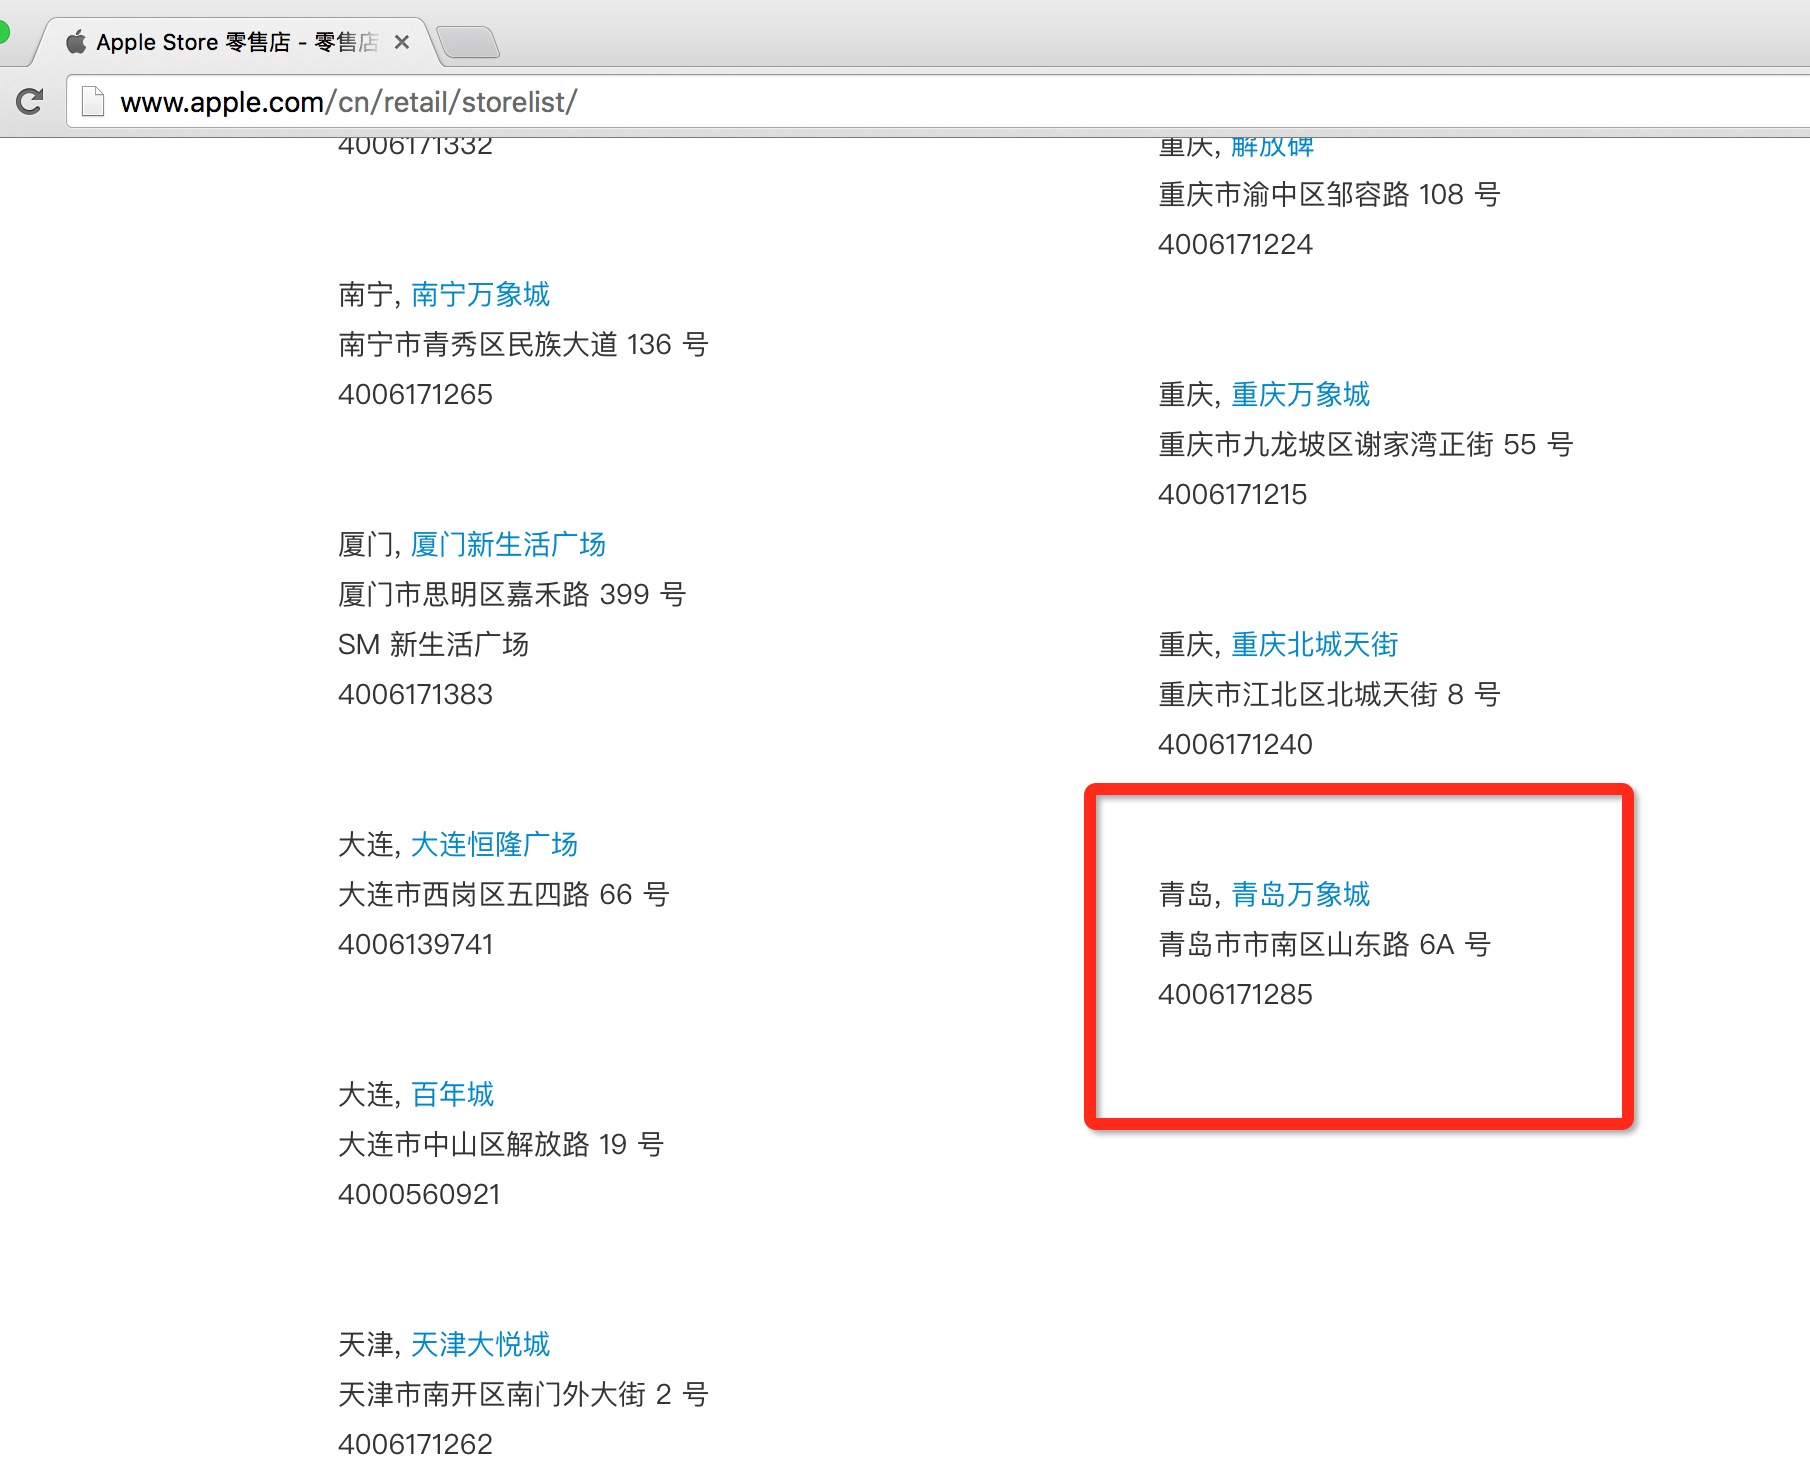 Apple Store 零售店 - 零售店
www.apple.com/cn/retail/storelist/
4006171332
南宁, 南宁万象城
南宁市青秀区民族大道 136 号
4006171265
厦门, 厦门新生活广场
厦门市思明区嘉禾路 399 号
SM 新生活广场
4006171383
大连, 大连恒隆广场
大连市西岗区五四路 66 号
4006139741
大连, 百年城
大连市中山区解放路 19 号
4000560921
天津, 天津大悦城
天津市南开区南门外大街 2 号
4006171262
重庆, 解放碑
重庆市渝中区邹容路 108 号
4006171224
重庆, 重庆万象城
重庆市九龙坡区谢家湾正街 55 号
4006171215
重庆, 重庆北城天街
重庆市江北区北城天街 8 号
4006171240
青岛, 青岛万象城
青岛市市南区山东路 6A 号
4006171285